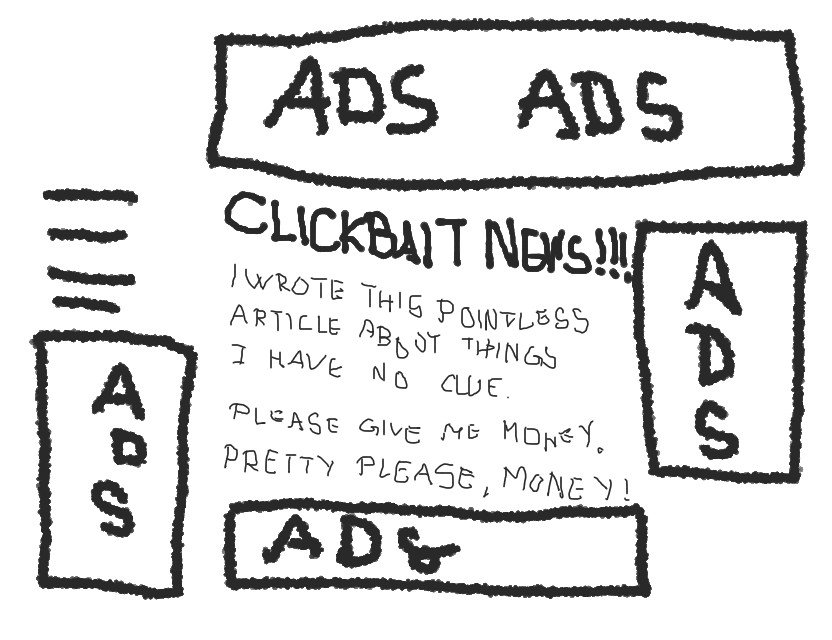 ADS ADS
CLICKBAIT NEWS!!!
I WROTE THIS POINTLESS
ARTICLE ABOUT THINGS
I HAVE NO CLUE.
PLEASE GIVE ME MONEY.
PRETTY PLEASE, MONEY!
ADS
ADS
ADS